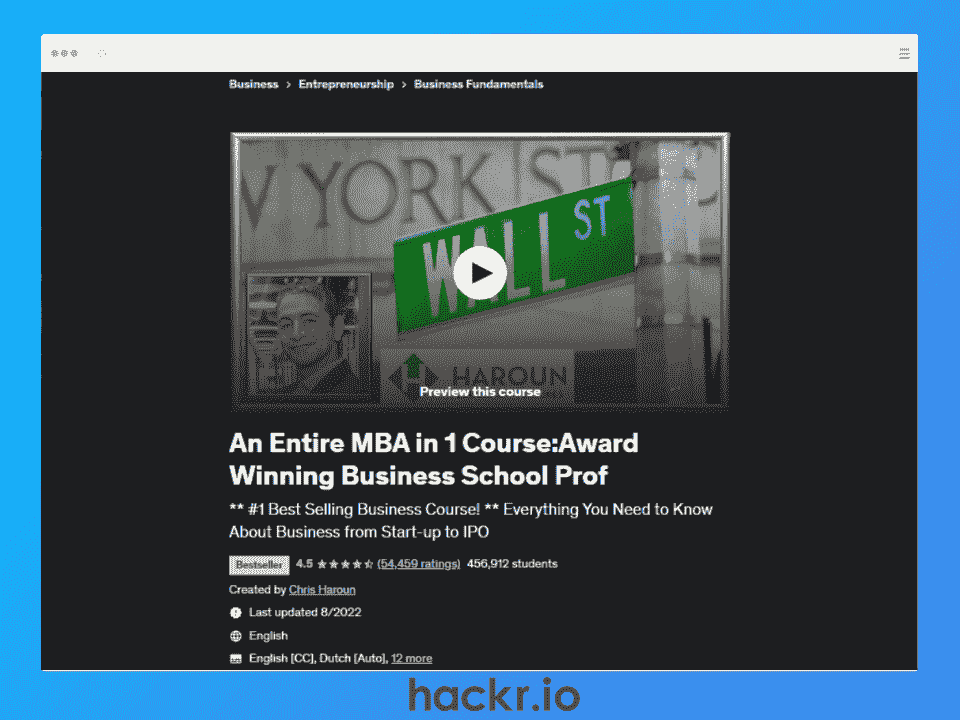 Business > Entrepreneurship > Business Fundamentals
W YORK ST
WALL ST
HAROUN
Preview this course
An Entire MBA in 1 Course:Award
Winning Business School Prof
** #1 Best Selling Business Course! ** Everything You Need to Know
About Business from Start-up to IPO
Bestseller 4.5 (54,459 ratings) 456,912 students
Created by Chris Haroun
Last updated 8/2022
English
English [CC], Dutch [Auto], 12 more
hackr.io